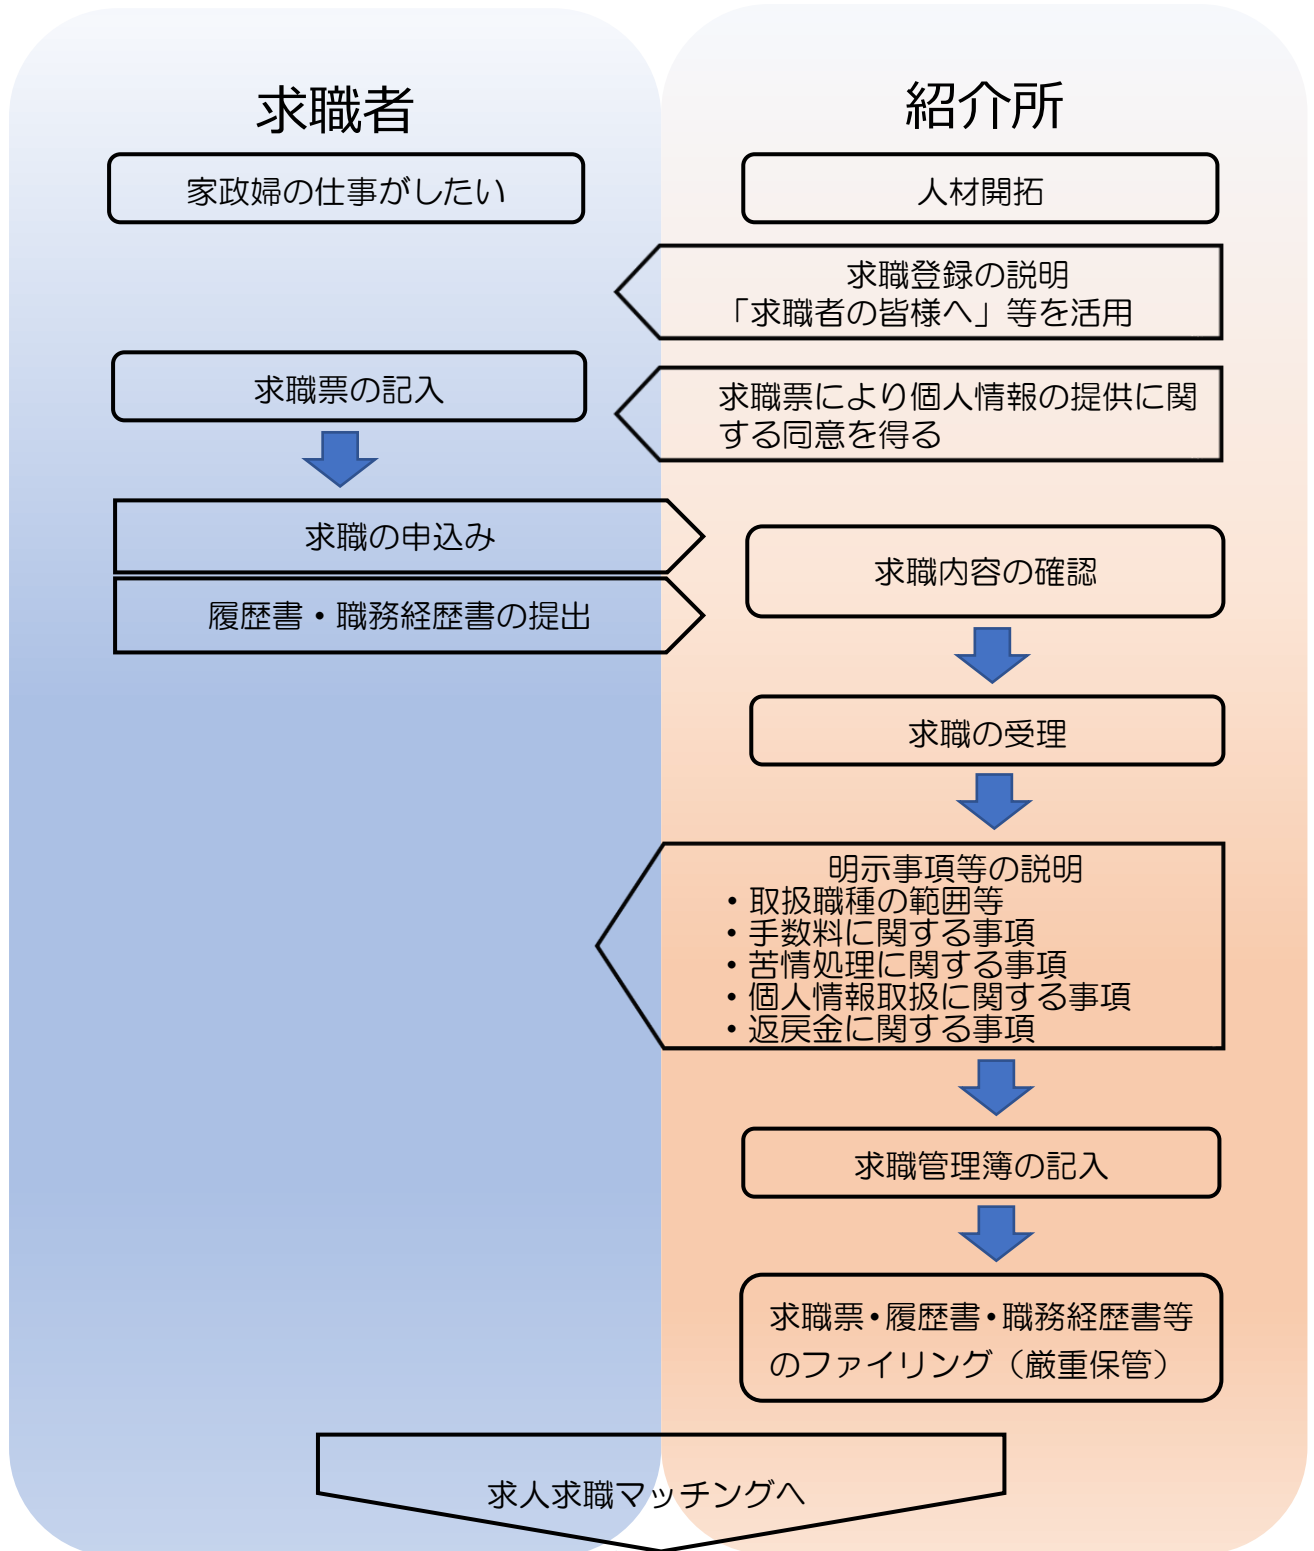 求職者
紹介所
家政婦の仕事がしたい
人材開拓
求職登録の説明
「求職者の皆様へ」等を活用
求職票の記入
求職票により個人情報の提供に関
する同意を得る
求職の申込み
求職内容の確認
履歴書・職務経歴書の提出
求職の受理
明示事項等の説明
・取扱職種の範囲等
・手数料に関する事項
・苦情処理に関する事項
・個人情報取扱に関する事項
・返戻金に関する事項
求職管理簿の記入
求職票・履歴書・職務経歴書等
のファイリング（厳重保管）
求人求職マッチングへ